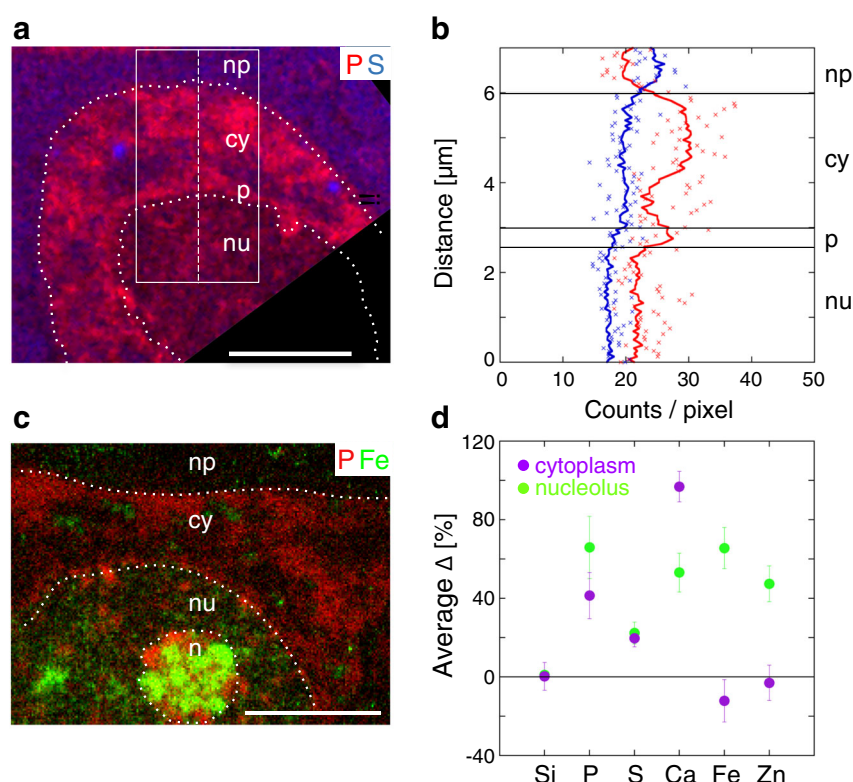 a
P S
np
cy
p
nu
b
Distance [µm]
6
4
2
0
0 10 20 30 40 50
Counts / pixel
np
cy
p
nu
c
P Fe
np
cy
nu
n
d
Average Δ [%]
120
80
40
0
-40
cytoplasm
nucleolus
Si P S Ca Fe Zn